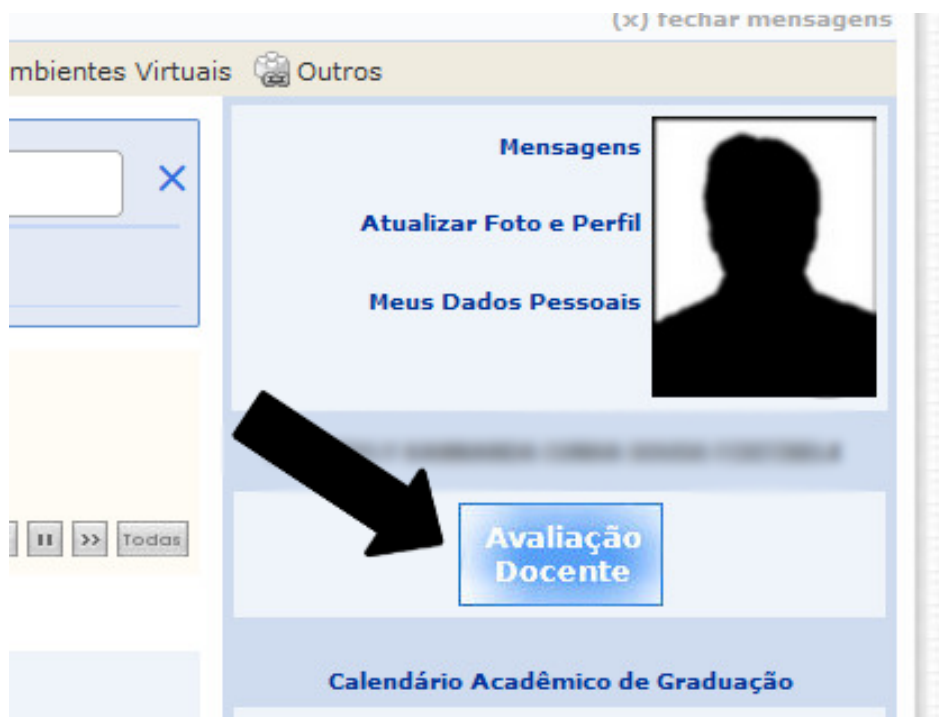 (x) fechar mensagens
mbientes Virtuais Outros
Mensagens
Atualizar Foto e Perfil
Meus Dados Pessoais
Todas
Avaliação
Docente
Calendário Acadêmico de Graduação